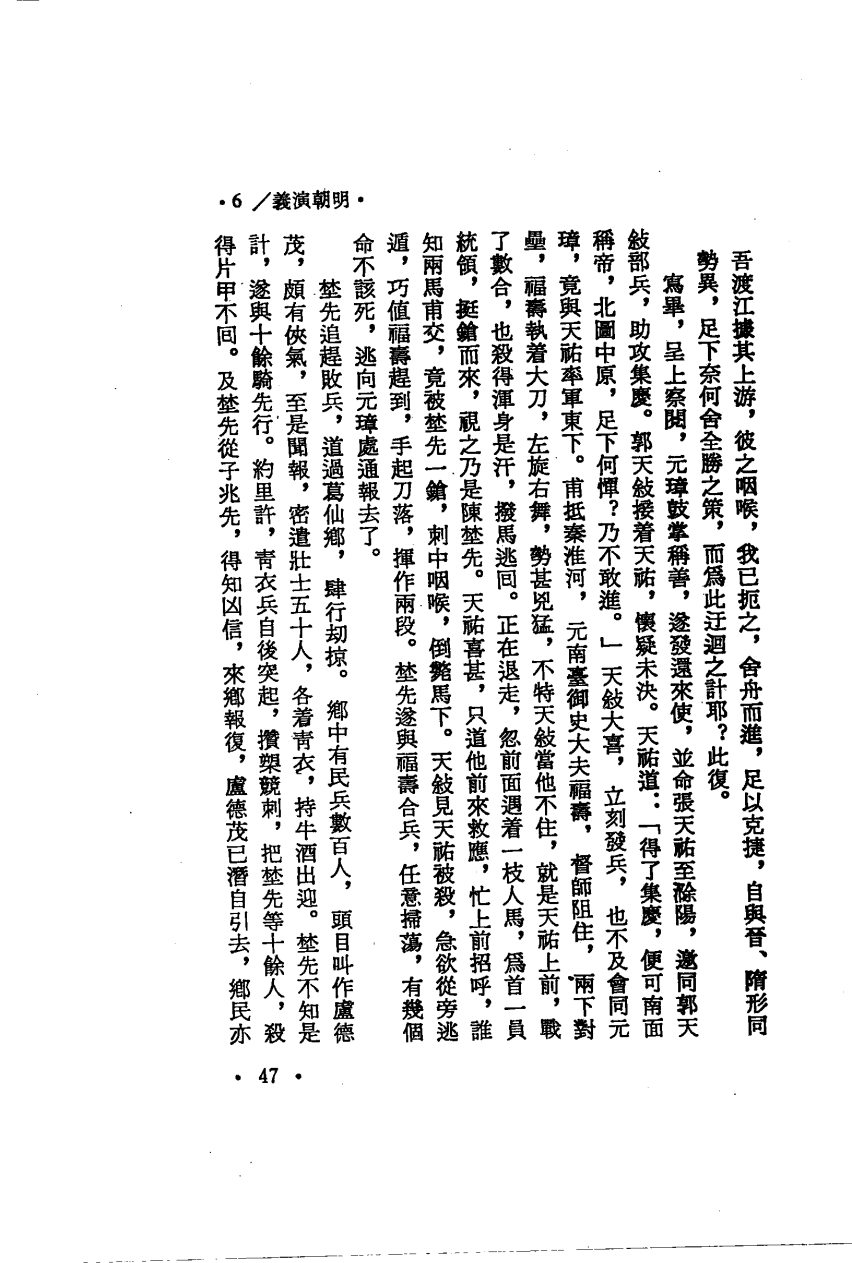 •6／義演朝明•
吾渡江據其上游，彼之咽喉，我已扼之，舍舟而進，足以克捷，自與晉、隋形同
勢異，足下奈何舍全勝之策，而爲此迂迴之計耶？此復。
寫畢，呈上察閱，元璋鼓掌稱善，遂發還來使，並命張天祐至滁陽，邀同郭天
敍部兵，助攻集慶。郭天敍接着天祐，懷疑未決。天祐道：「得了集慶，便可南面
稱帝，北圖中原，足下何憚？乃不敢進。」天敍大喜，立刻發兵，也不及會同元
璋，竟與天祐率軍東下。甫抵秦淮河，元南臺御史大夫福壽，督師阻住，兩下對
壘，福壽執着大刀，左旋右舞，勢甚兇猛，不特天敍當他不住，就是天祐上前，戰
了數合，也殺得渾身是汗，撥馬逃回。正在退走，忽前面遇着一枝人馬，爲首一員
統領，挺鎗而來，視之乃是陳埜先。天祐喜甚，只道他前來救應，忙上前招呼，誰
知兩馬甫交，竟被埜先一鎗，刺中咽喉，倒斃馬下。天敍見天祐被殺，急欲從旁逃
遁，巧值福壽趕到，手起刀落，揮作兩段。埜先遂與福壽合兵，任意掃蕩，有幾個
命不該死，逃向元璋處通報去了。
埜先追趕敗兵，道過葛仙鄉，肆行刧掠。鄉中有民兵數百人，頭目叫作盧德
茂，頗有俠氣，至是聞報，密遣壯士五十人，各着靑衣，持牛酒出迎。埜先不知是
計，遂與十餘騎先行。約里許，靑衣兵自後突起，攢槊競刺，把埜先等十餘人，殺
得片甲不回。及埜先從子兆先，得知凶信，來鄉報復，盧德茂已潛自引去，鄉民亦
• 47 •